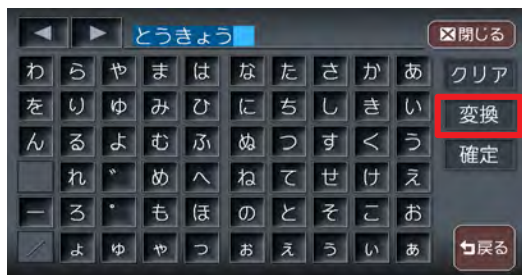 ◀ ▶ とうきょう ☒閉じる
わ ら や ま は な た さ か あ クリア
を り ゆ み ひ に ち し き い 変換
ん る よ む ふ ぬ つ す く う 確定
れ ゛ め へ ね て せ け え
ー ろ ゜ も ほ の と そ こ お
／ ょ ゅ ゃ っ ぉ ぇ ぅ ぃ ぁ 戻る